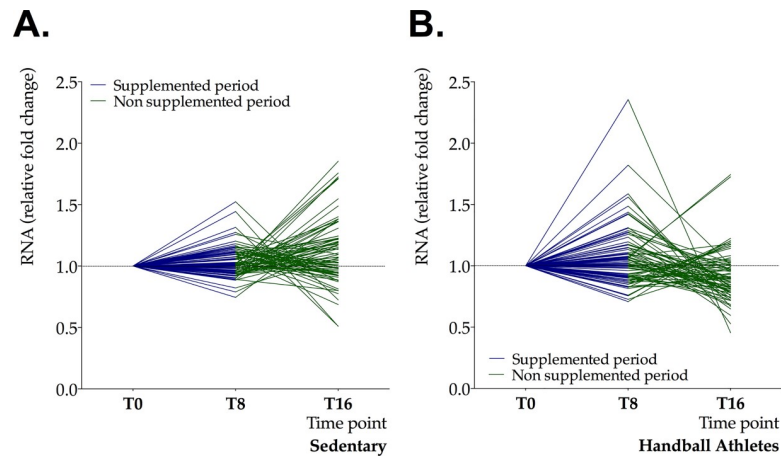 A.
RNA (relative fold change)
2.5
2.0
1.5
1.0
0.5
0.0
Supplemented period
Non supplemented period
T0 T8 T16
Time point
Sedentary
B.
RNA (relative fold change)
2.5
2.0
1.5
1.0
0.5
0.0
Supplemented period
Non supplemented period
T0 T8 T16
Time point
Handball Athletes